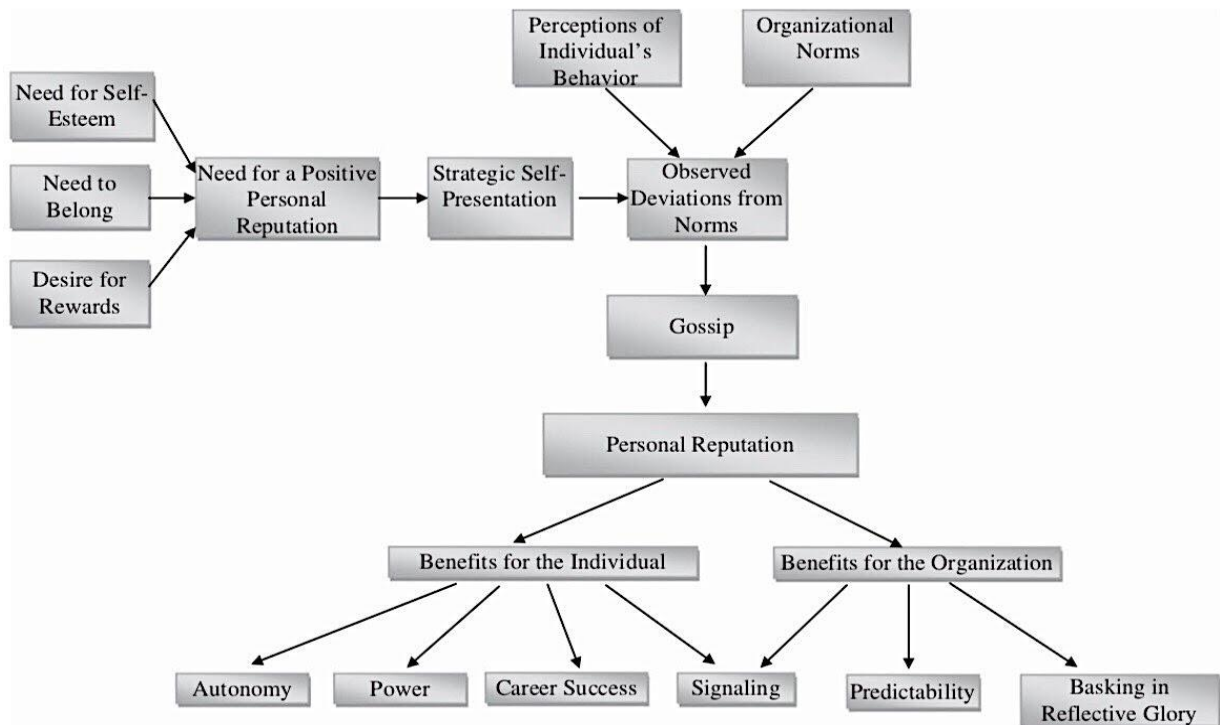 Perceptions of
Individual's
Behavior
Organizational
Norms
Need for Self-
Esteem
Need to
Belong
Desire for
Rewards
Need for a Positive
Personal
Reputation
Strategic Self-
Presentation
Observed
Deviations from
Norms
Gossip
Personal Reputation
Benefits for the Individual
Benefits for the Organization
Autonomy
Power
Career Success
Signaling
Predictability
Basking in
Reflective Glory